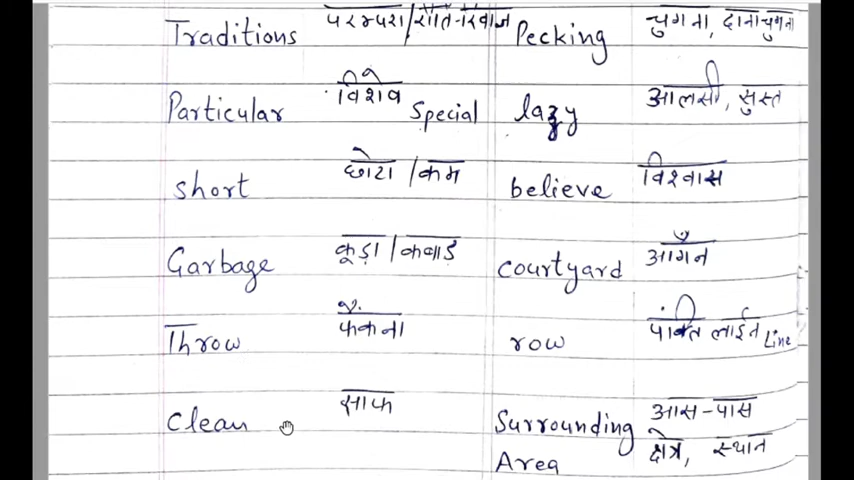 Traditions परम्परा/रीति-रिवाज Pecking चुगना, दाना चुगना
Particular विशेष Special lazy आलसी, सुस्त
short छोटा/कम believe विश्वास
Garbage कूड़ा/कबाड़ courtyard आँगन
Throw फेंकना row पंक्ति लाईन Line
Clean साफ Surrounding आस-पास
Area क्षेत्र, स्थान